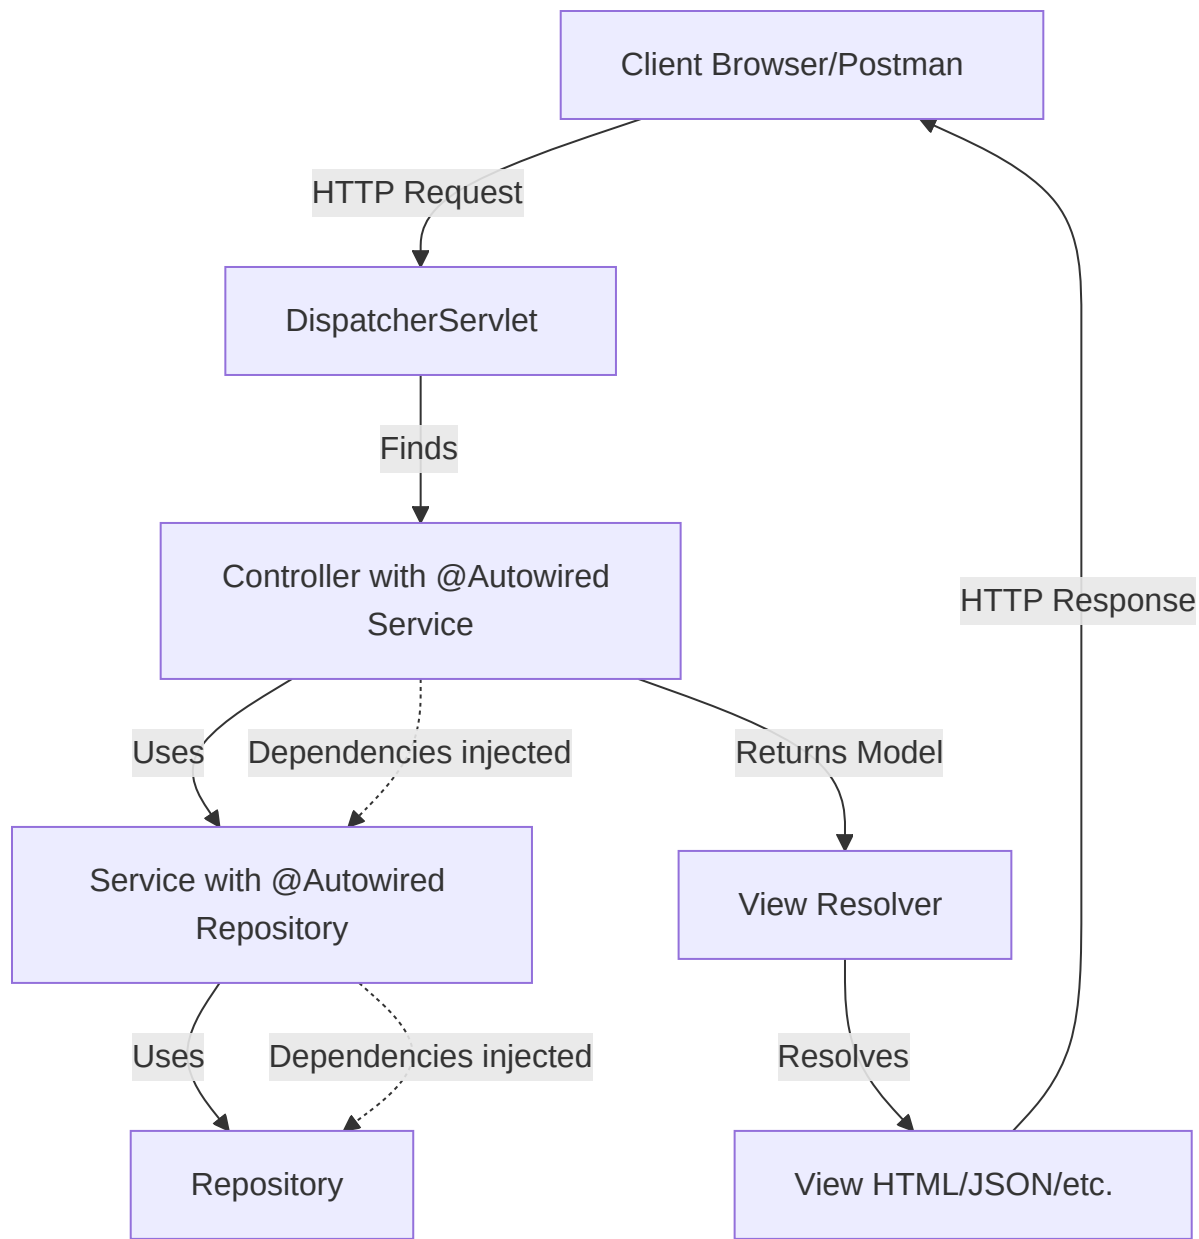 Client Browser/Postman
HTTP Request
DispatcherServlet
Finds
Controller with @Autowired
Service
HTTP Response
Uses
Dependencies injected
Returns Model
Service with @Autowired
Repository
View Resolver
Uses
Dependencies injected
Resolves
Repository
View HTML/JSON/etc.